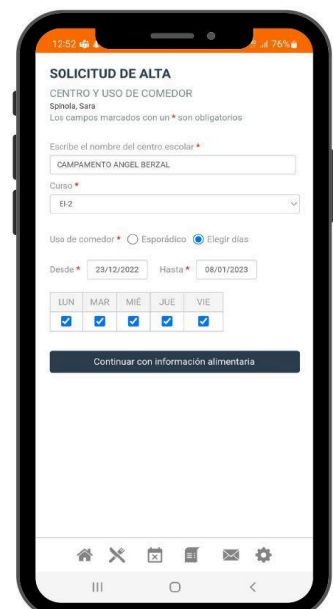 12:52
76%
SOLICITUD DE ALTA
CENTRO Y USO DE COMEDOR
Spinola, Sara
Los campos marcados con un * son obligatorios
Escribe el nombre del centro escolar *
CAMPAMENTO ANGEL BERZAL
Curso *
EI-2
Uso de comedor * Esporádico Elegir días
Desde * 23/12/2022 Hasta * 08/01/2023
LUN MAR MIÉ JUE VIE
Continuar con información alimentaria